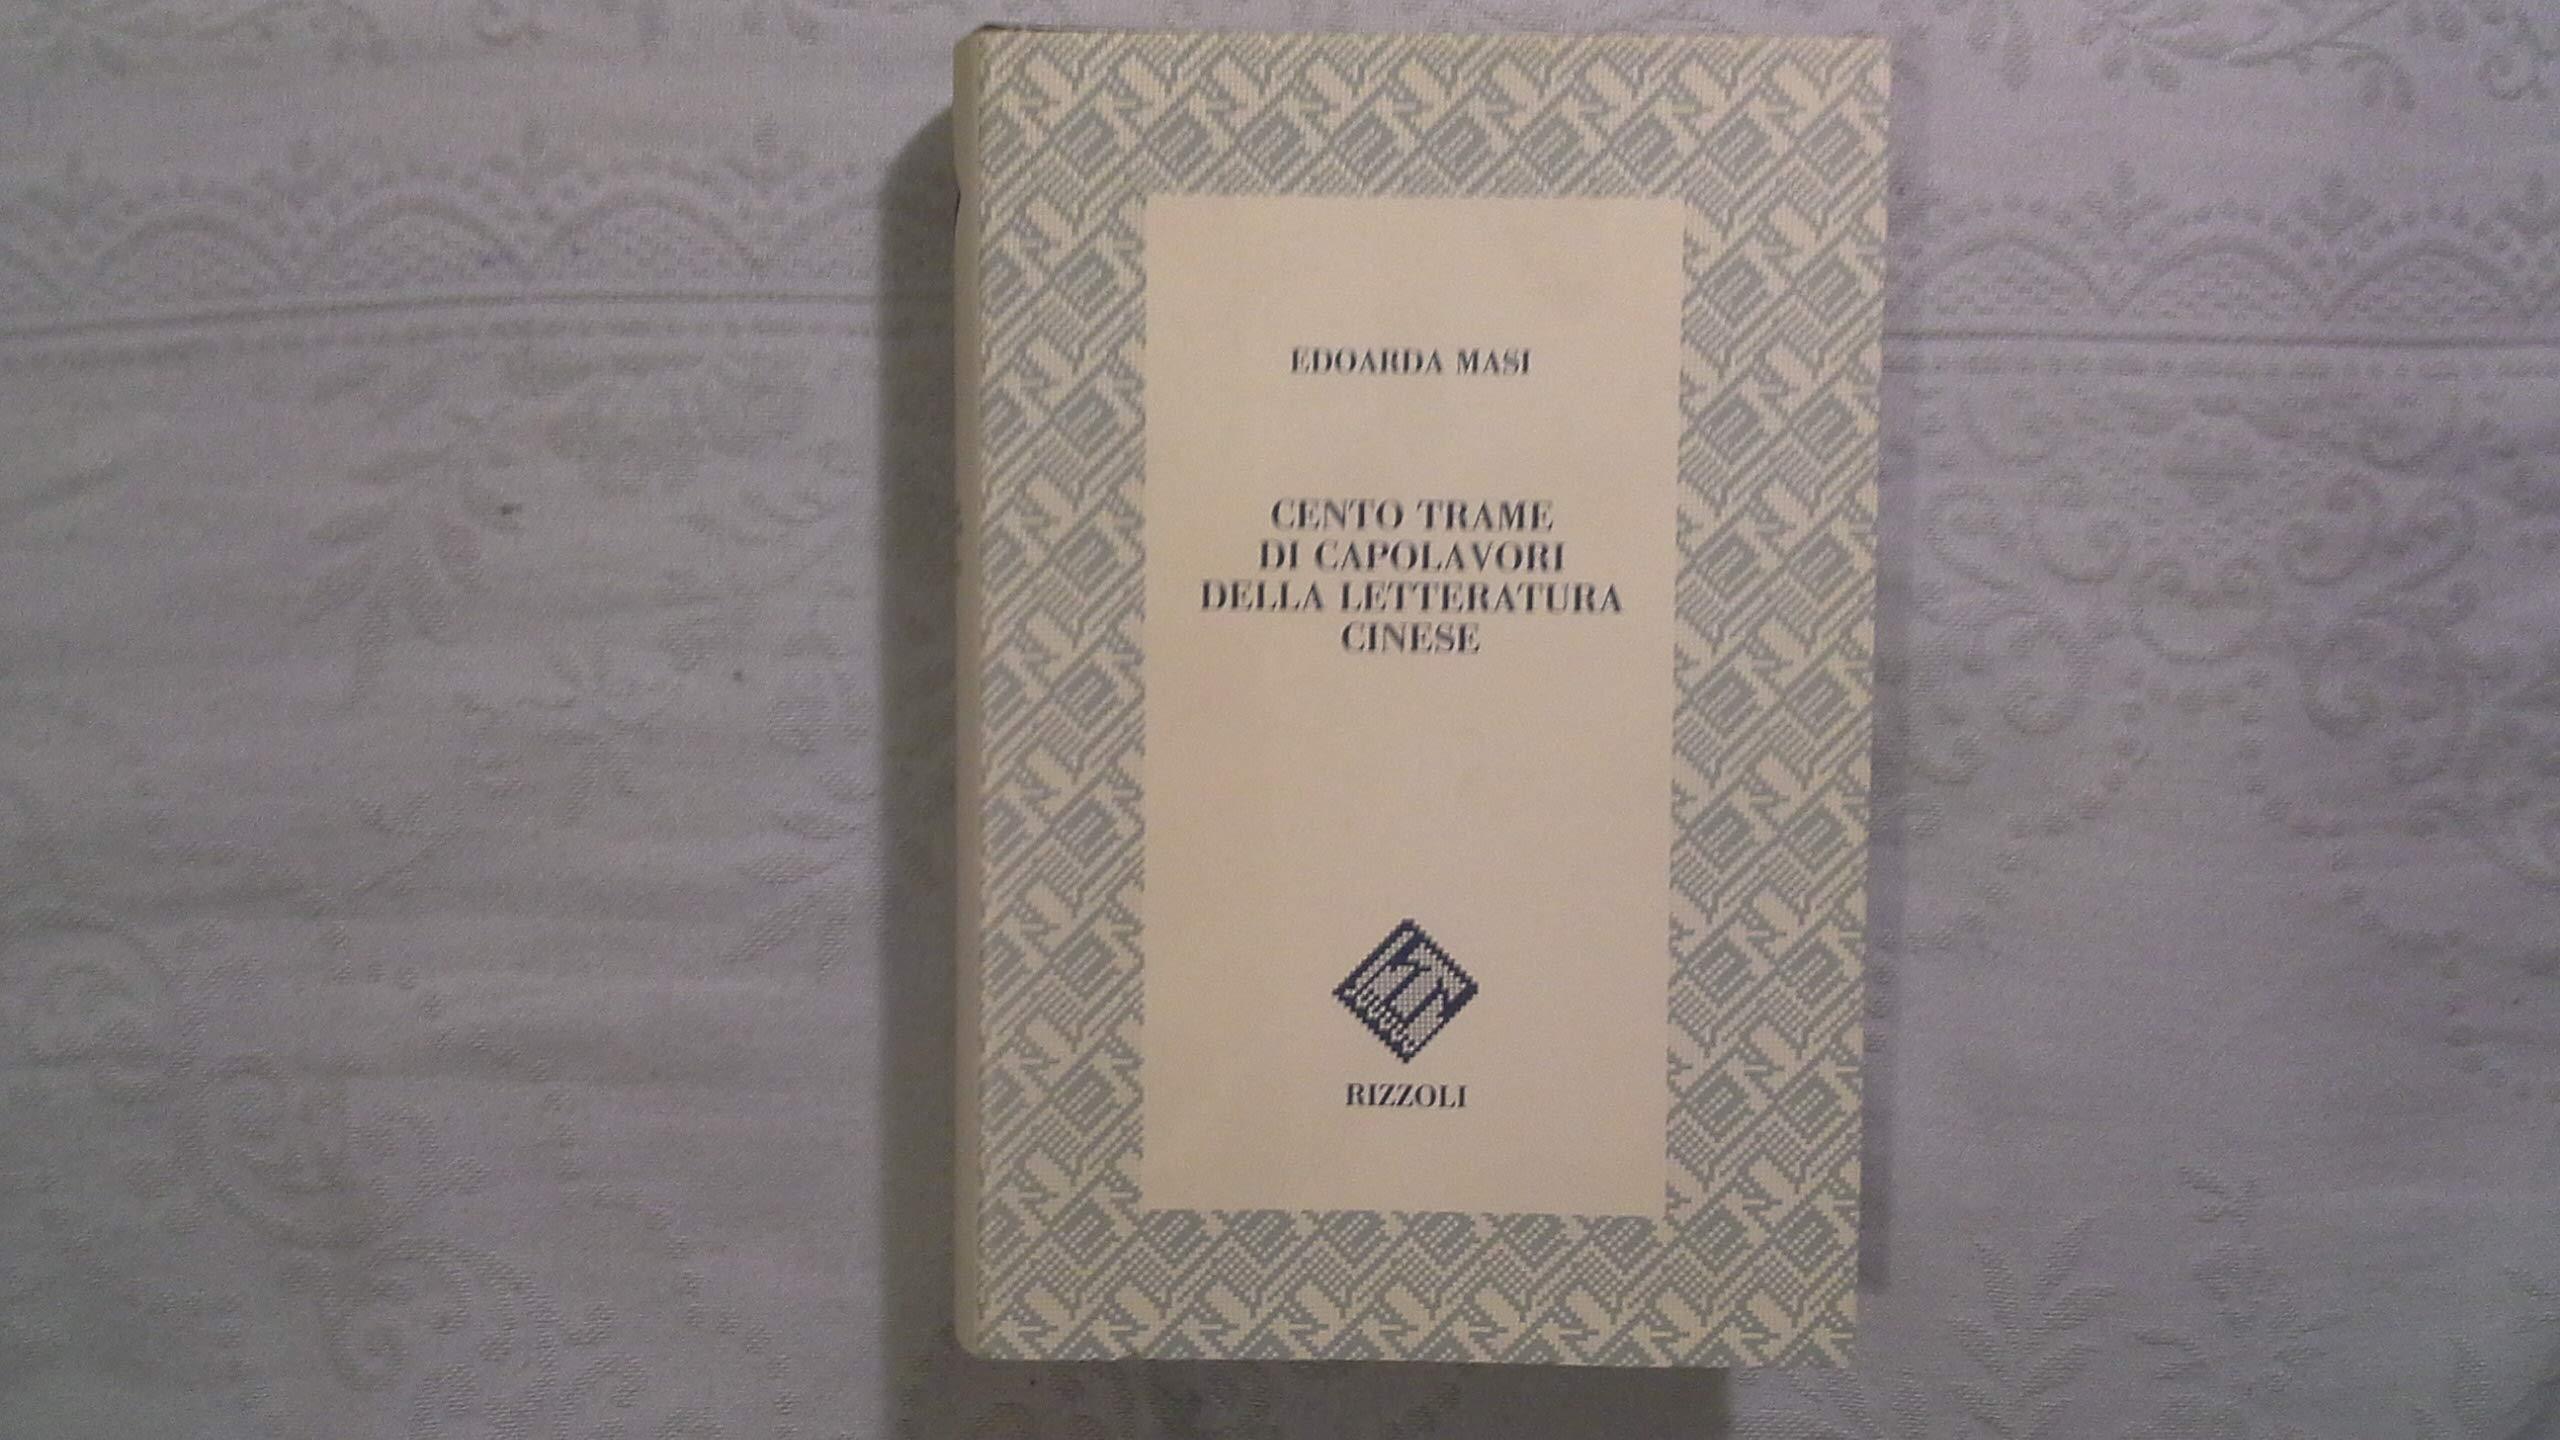 EDOARDA MASI
CENTO TRAME
DI CAPOLAVORI
DELLA LETTERATURA
CINESE
RIZZOLI